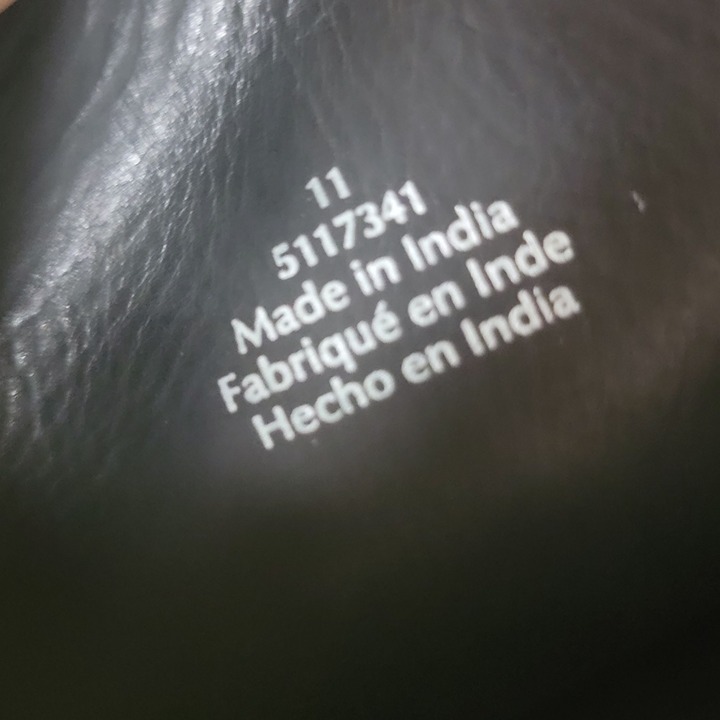 11
5117341
Made in India
Fabriqué en Inde
Hecho en India